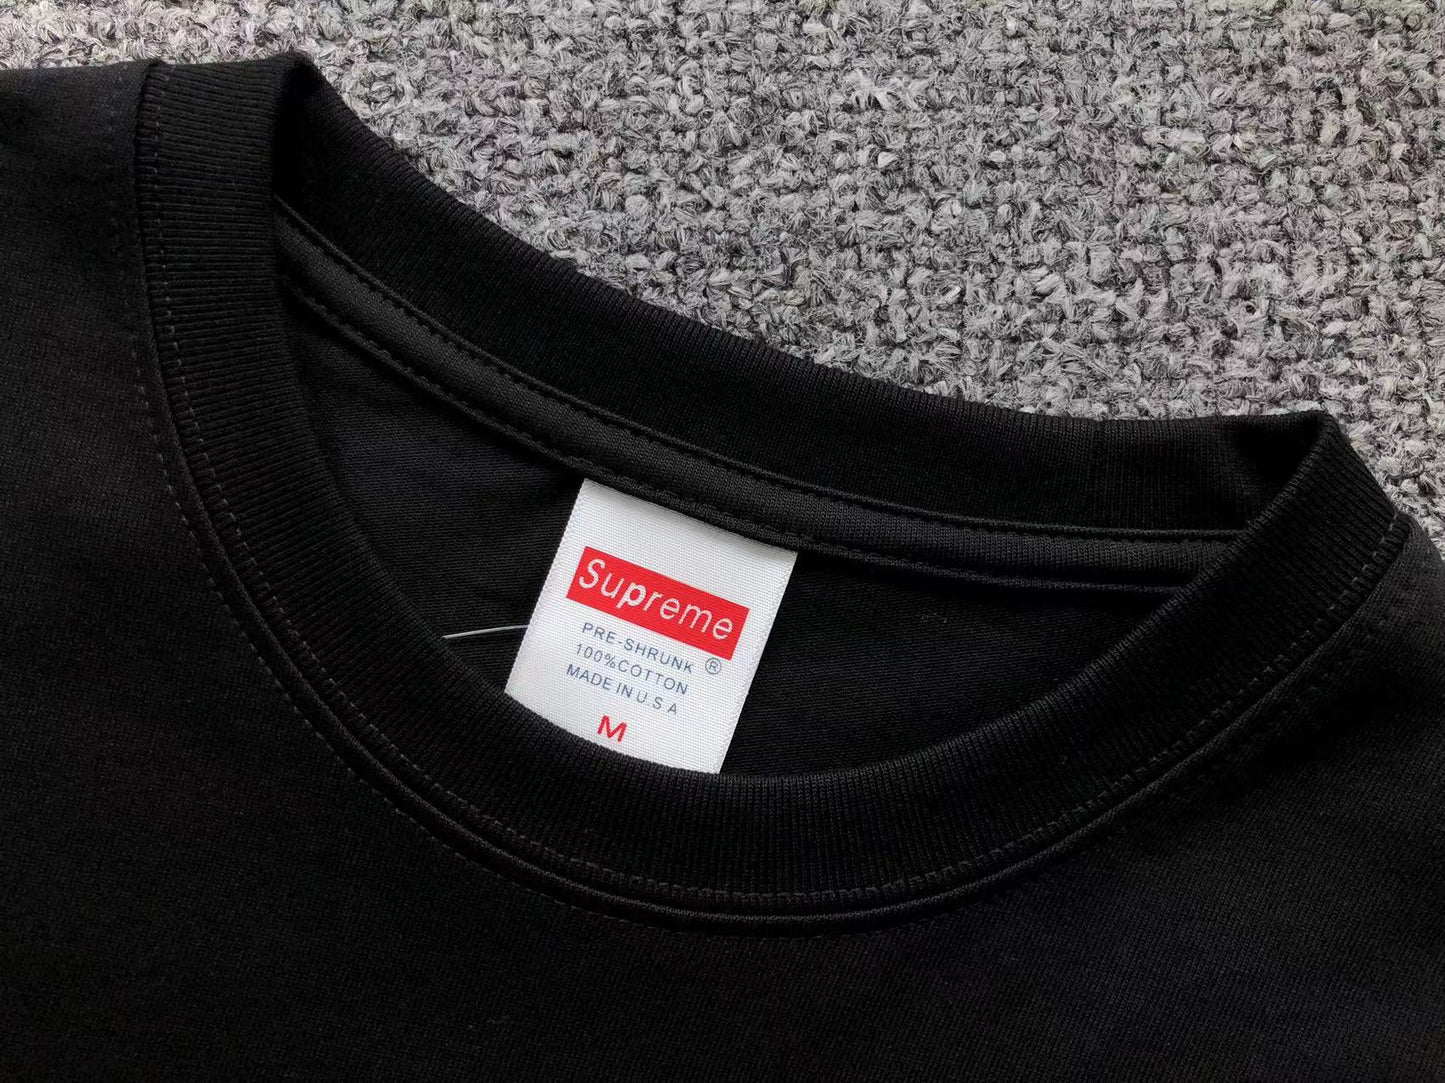 Supreme
PRE-SHRUNK ®
100%COTTON
MADE IN U.S A
M